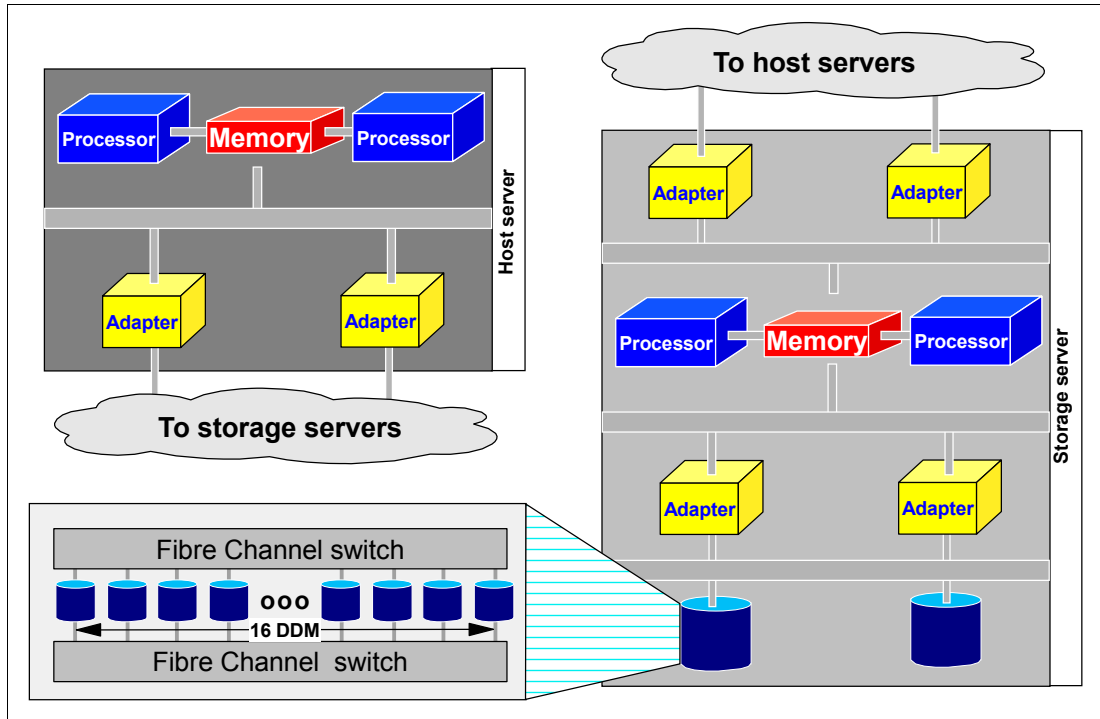 Processor
Memory
Processor
Host server
Adapter
Adapter
To storage servers
To host servers
Adapter
Adapter
Processor
Memory
Processor
Storage server
Adapter
Adapter
Fibre Channel switch
ooo
16 DDM
Fibre Channel  switch